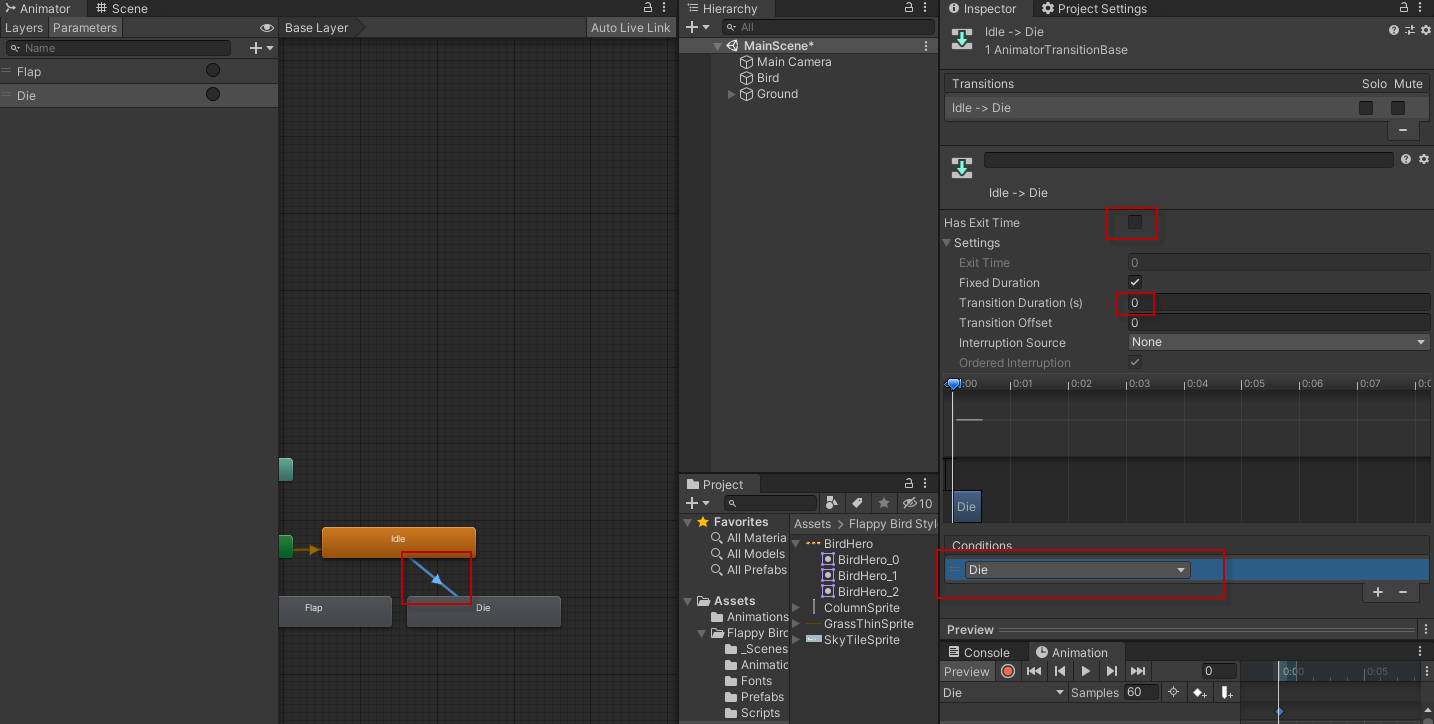 Animator
Scene
Layers
Parameters
Base Layer
Auto Live Link
Name
Flap
Die
Idle
Flap
Die
Hierarchy
All
MainScene*
Main Camera
Bird
Ground
Project
10
Favorites
All Materia
All Models
All Prefabs
Assets
Animations
Flappy Bird
_Scenes
Animatic
Fonts
Prefabs
Scripts
Assets > Flappy Bird Styl
BirdHero
BirdHero_0
BirdHero_1
BirdHero_2
ColumnSprite
GrassThinSprite
SkyTileSprite
Inspector
Project Settings
Idle -> Die
1 AnimatorTransitionBase
Transitions Solo Mute
Idle -> Die
Idle -> Die
Has Exit Time
Settings
Exit Time 0
Fixed Duration
Transition Duration (s) 0
Transition Offset 0
Interruption Source None
Ordered Interruption
:00 0:01 0:02 0:03 0:04 0:05 0:06 0:07 0:0
Die
Conditions
Die
Preview
Console
Animation
Preview 0 0:00 0:05
Die Samples 60